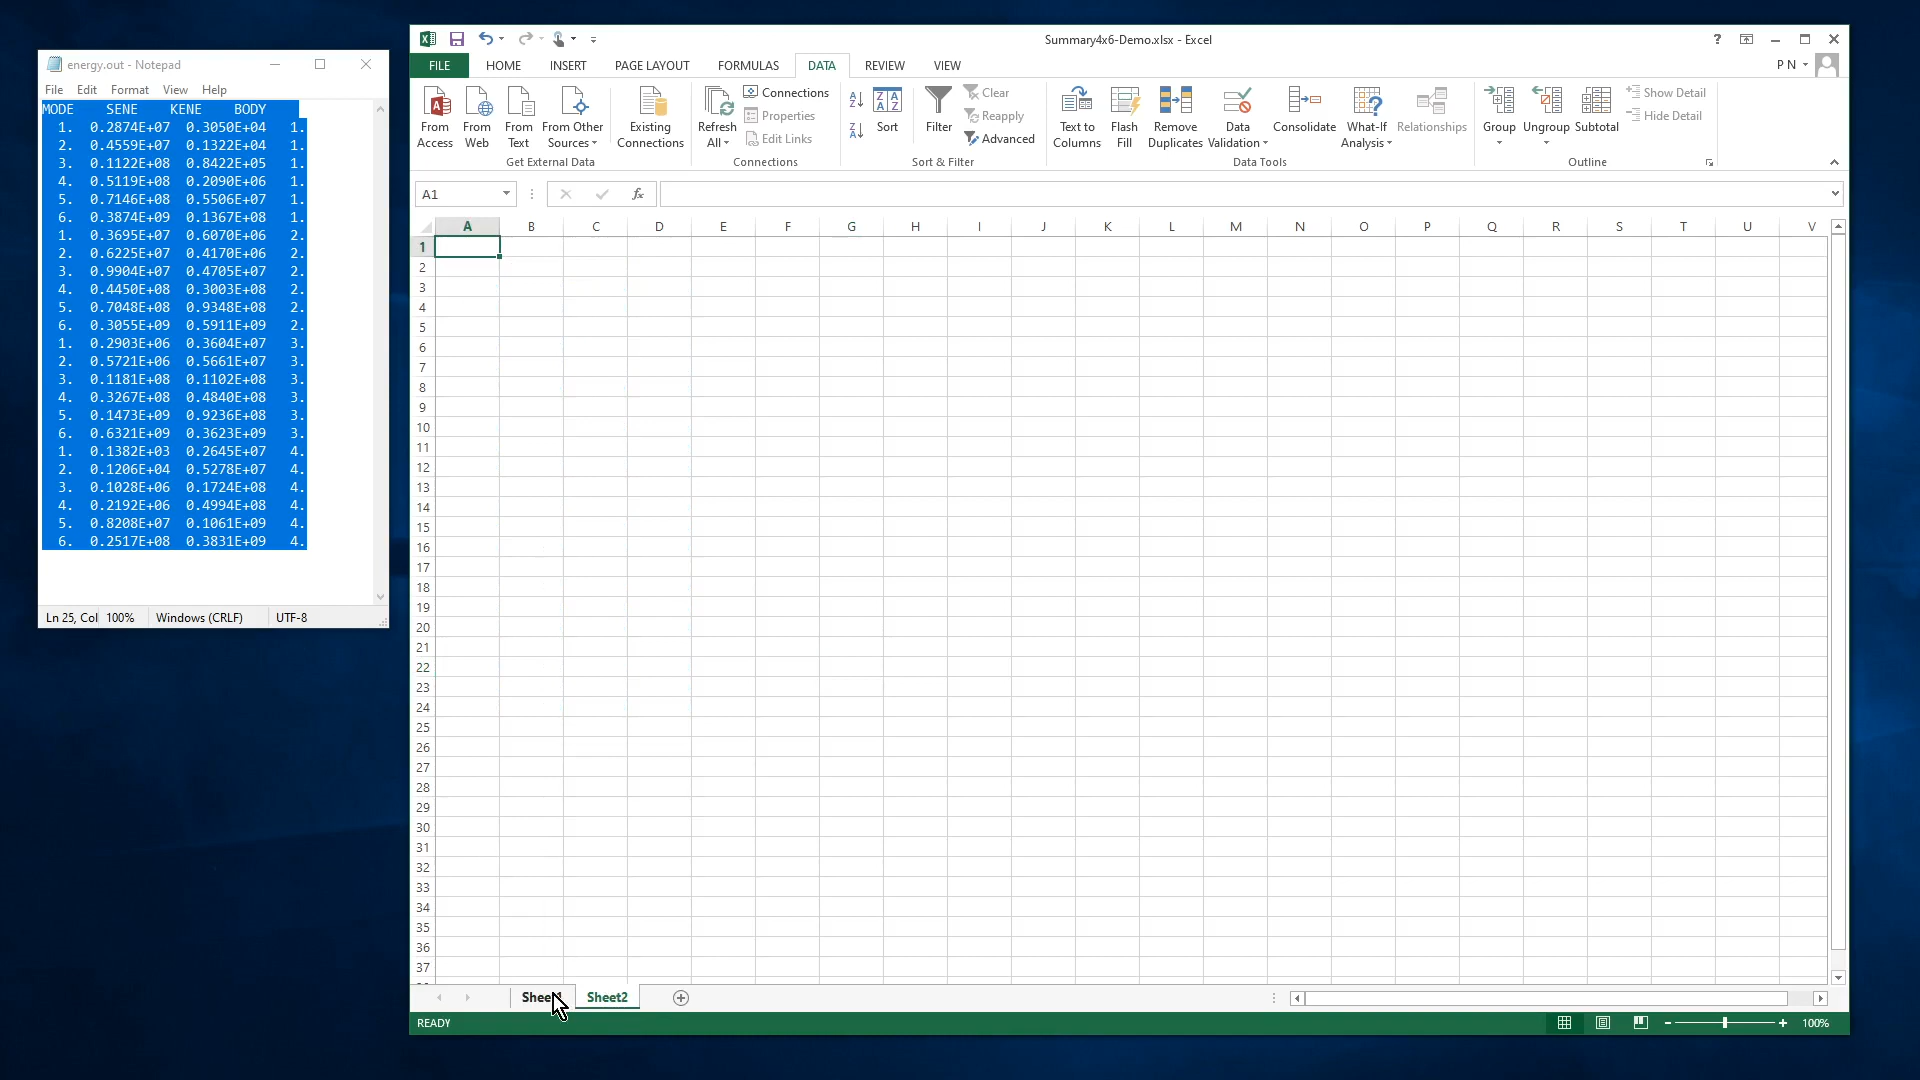 energy.out - Notepad
File Edit Format View Help
MODE SENE KENE BODY
1. 0.2874E+07 0.3050E+04 1.
2. 0.4559E+07 0.1322E+04 1.
3. 0.1122E+08 0.8422E+05 1.
4. 0.5119E+08 0.2090E+06 1.
5. 0.7146E+08 0.5506E+07 1.
6. 0.3874E+09 0.1367E+08 1.
1. 0.3695E+07 0.6070E+06 2.
2. 0.6225E+07 0.4170E+06 2.
3. 0.9904E+07 0.4705E+07 2.
4. 0.4450E+08 0.3003E+08 2.
5. 0.7048E+08 0.9348E+08 2.
6. 0.3055E+09 0.5911E+09 2.
1. 0.2903E+06 0.3604E+07 3.
2. 0.5721E+06 0.5661E+07 3.
3. 0.1181E+08 0.1102E+08 3.
4. 0.3267E+08 0.4840E+08 3.
5. 0.1473E+09 0.9236E+08 3.
6. 0.6321E+09 0.3623E+09 3.
1. 0.1382E+03 0.2645E+07 4.
2. 0.1206E+04 0.5278E+07 4.
3. 0.1028E+06 0.1724E+08 4.
4. 0.2192E+06 0.4994E+08 4.
5. 0.8208E+07 0.1061E+09 4.
6. 0.2517E+08 0.3831E+09 4.
Ln 25, Col 100% Windows (CRLF) UTF-8
Summary4x6-Demo.xlsx - Excel
FILE HOME INSERT PAGE LAYOUT FORMULAS DATA REVIEW VIEW P N
From Access
From Web
From Text
From Other Sources
Existing Connections
Get External Data
Refresh All
Connections
Properties
Edit Links
Connections
Sort
Filter
Clear
Reapply
Advanced
Sort & Filter
Text to Columns
Flash Fill
Remove Duplicates
Data Validation
Consolidate
What-If Analysis
Relationships
Data Tools
Group
Ungroup
Subtotal
Show Detail
Hide Detail
Outline
A1 fx
A B C D E F G H I J K L M N O P Q R S T U V
1
2
3
4
5
6
7
8
9
10
11
12
13
14
15
16
17
18
19
20
21
22
23
24
25
26
27
28
29
30
31
32
33
34
35
36
37
Sheet1 Sheet2
READY 100%